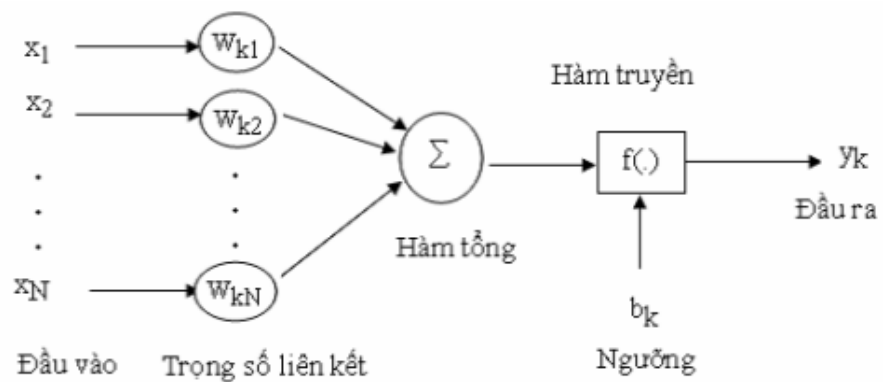 x1
wk1
Hàm truyền
x2
wk2
Σ
f(.)
yk
Đầu ra
Hàm tổng
xN
wkN
bk
Đầu vào
Trọng số liên kết
Ngưỡng